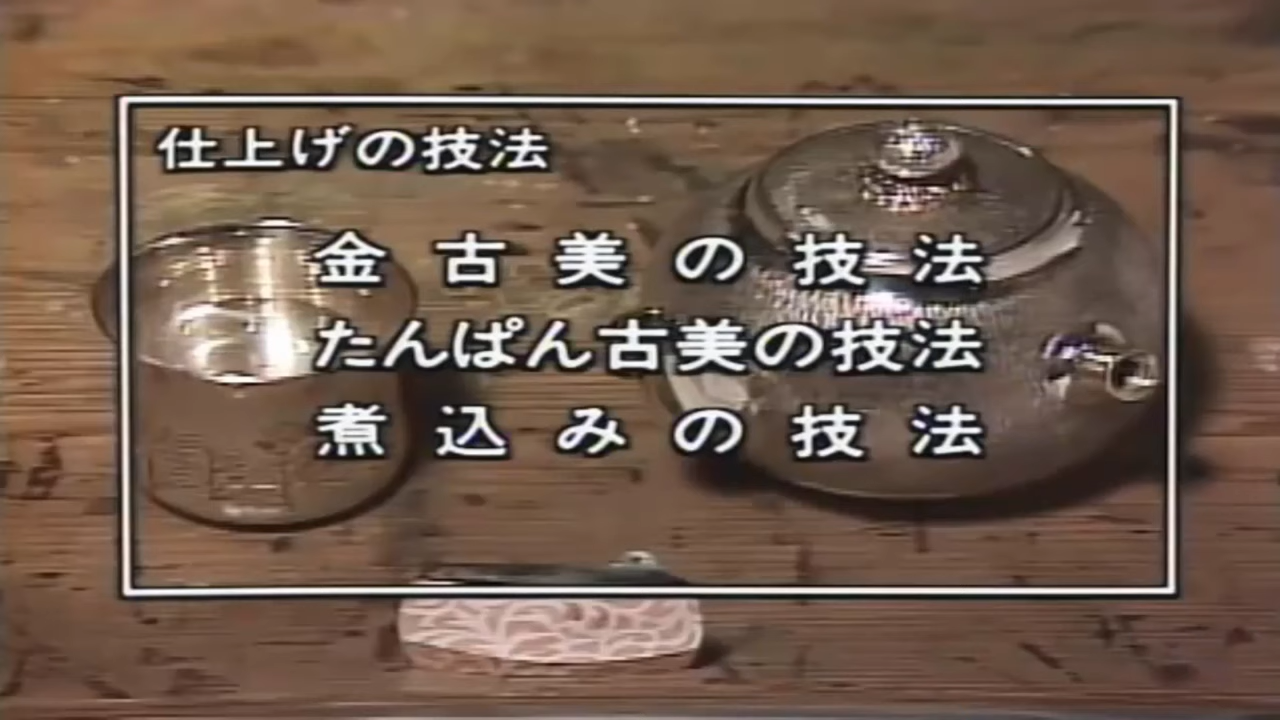 仕上げの技法
金古美の技法
たんぱん古美の技法
煮込みの技法